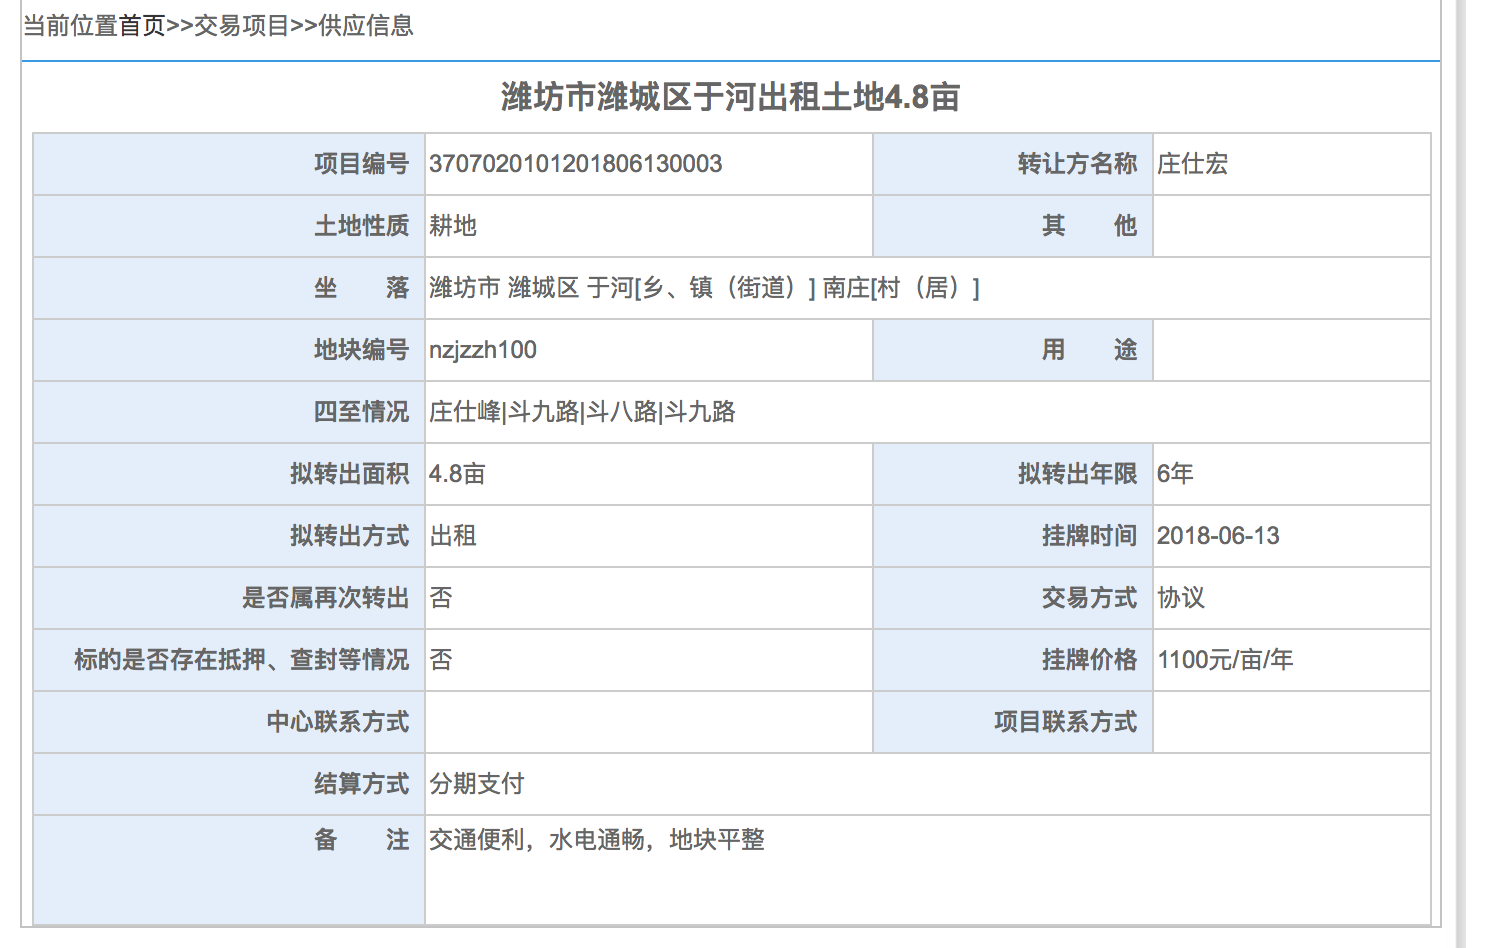 当前位置首页>>交易项目>>供应信息
潍坊市潍城区于河出租土地4.8亩
项目编号 3707020101201806130003 转让方名称 庄仕宏
土地性质 耕地 其 他
坐 落 潍坊市 潍城区 于河[乡、镇（街道）] 南庄[村（居）]
地块编号 nzjzzh100 用 途
四至情况 庄仕峰|斗九路|斗八路|斗九路
拟转出面积 4.8亩 拟转出年限 6年
拟转出方式 出租 挂牌时间 2018-06-13
是否属再次转出 否 交易方式 协议
标的是否存在抵押、查封等情况 否 挂牌价格 1100元/亩/年
中心联系方式 项目联系方式
结算方式 分期支付
备 注 交通便利，水电通畅，地块平整